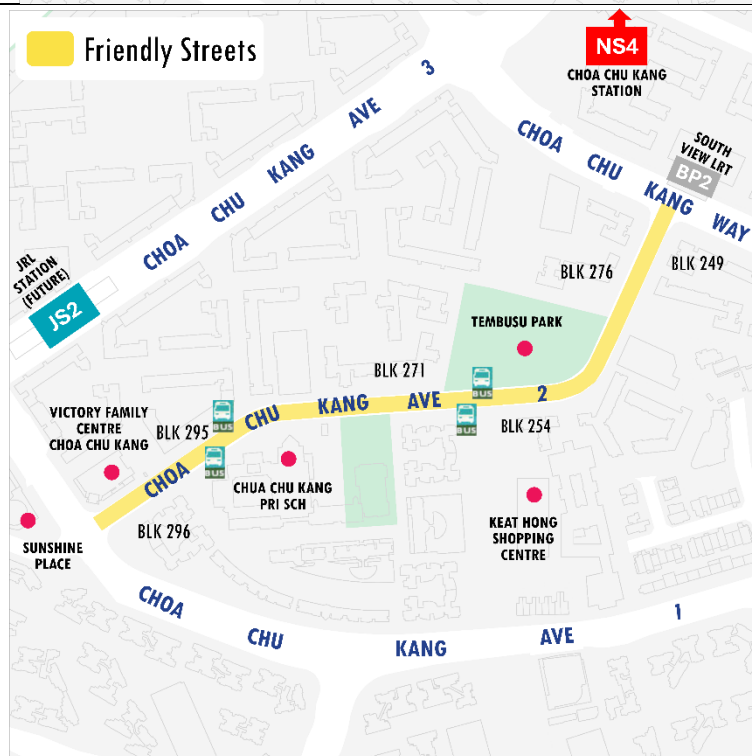 Friendly Streets
NS4
CHOA CHU KANG
STATION
CHOA CHU KANG AVE 3
CHOA CHU KANG WAY
SOUTH
VIEW LRT
BP2
JRL
STATION
(FUTURE)
JS2
BLK 276
BLK 249
TEMBUSU PARK
BLK 271
CHOA CHU KANG AVE 2
BUS
BUS
BUS
BUS
BLK 254
VICTORY FAMILY
CENTRE
CHOA CHU KANG
BLK 295
CHUA CHU KANG
PRI SCH
KEAT HONG
SHOPPING
CENTRE
BLK 296
SUNSHINE
PLACE
CHOA CHU KANG AVE 1